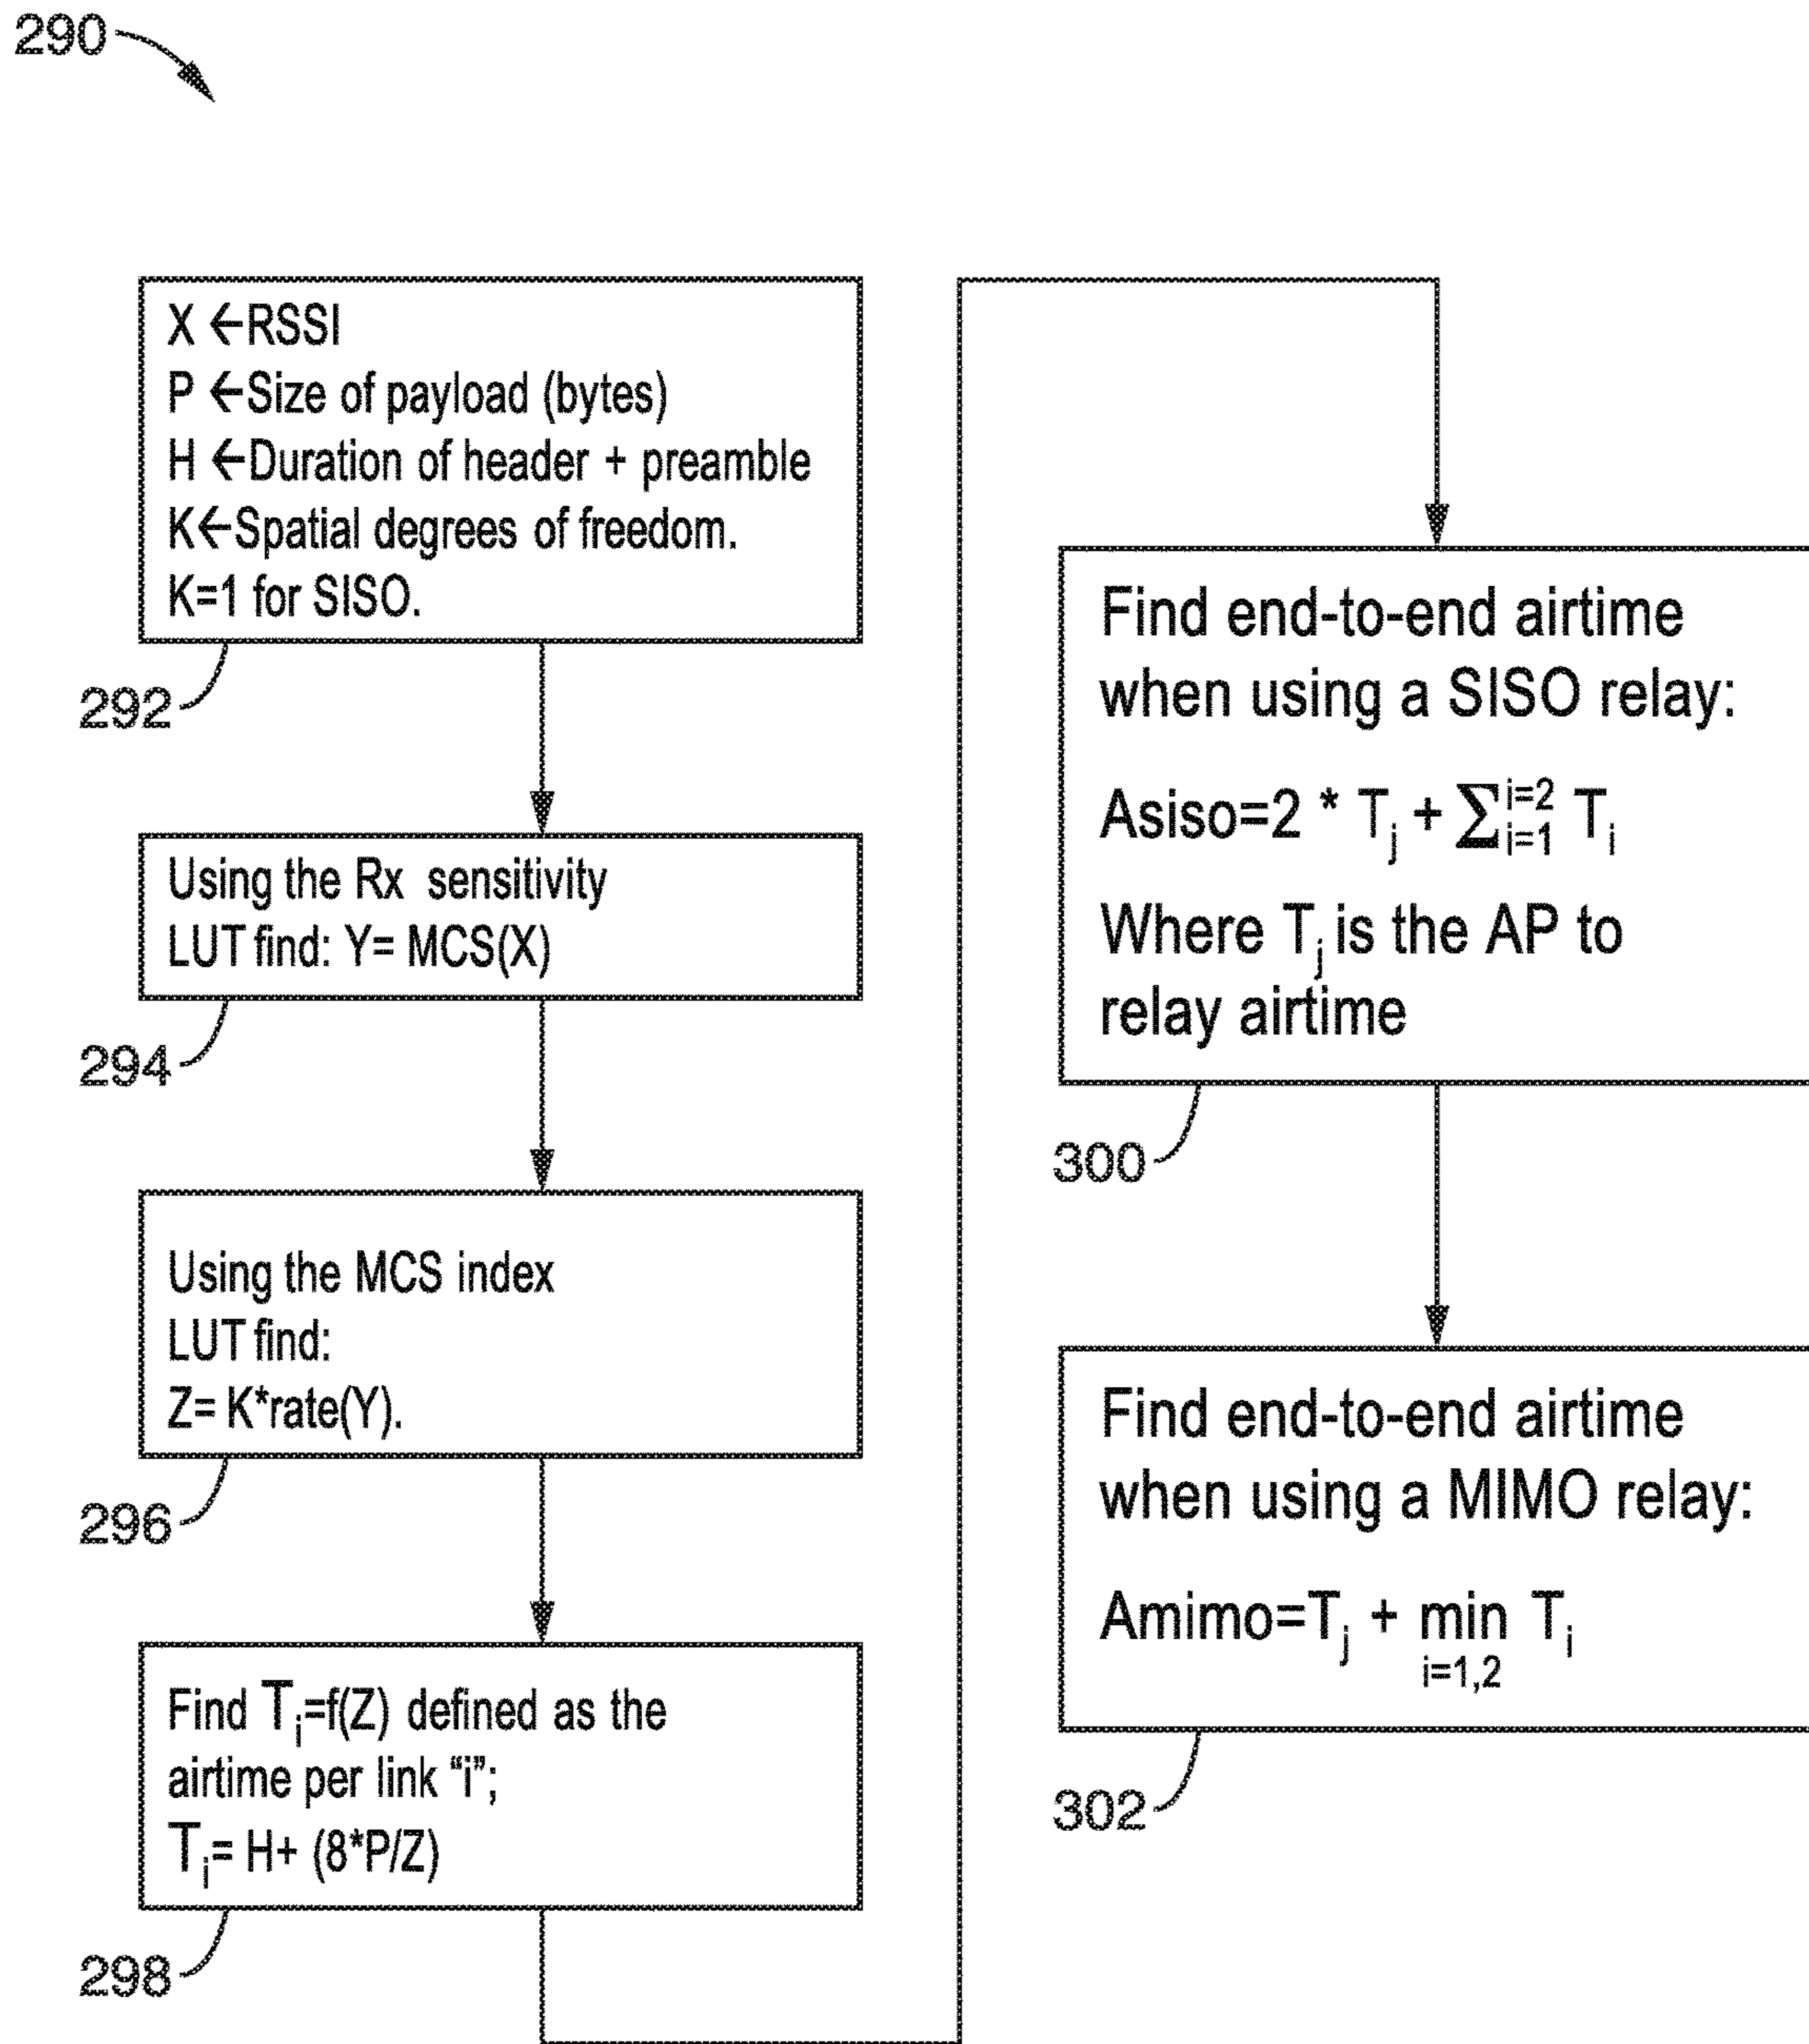 290
X ←RSSI
P ←Size of payload (bytes)
H ←Duration of header + preamble
K←Spatial degrees of freedom.
K=1 for SISO.
292
Using the Rx sensitivity
LUT find: Y= MCS(X)
294
Using the MCS index
LUT find:
Z= K*rate(Y).
296
Find Tᵢ=f(Z) defined as the
airtime per link “i”;
Tᵢ= H+ (8*P/Z)
298
Find end-to-end airtime
when using a SISO relay:
Asiso=2 * Tⱼ + ∑ᵢ₌₁ⁱ⁼² Tᵢ
Where Tⱼ is the AP to
relay airtime
300
Find end-to-end airtime
when using a MIMO relay:
Amimo=Tⱼ + min Tᵢ
i=1,2
302